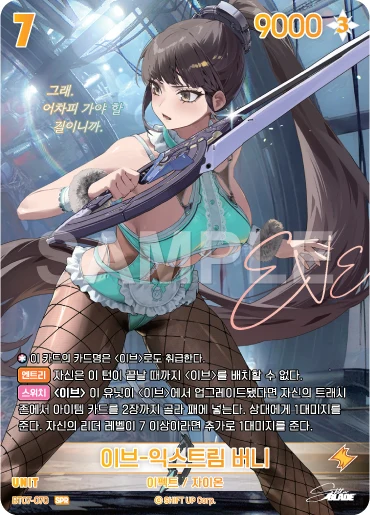 7
9000 3
그래.
어차피 가야 할
길이니까.
SAMPLE
EVE
이 카드의 카드명은 <이브>로도 취급한다.
엔트리 자신은 이 턴이 끝날 때까지 <이브>를 배치할 수 없다.
스위치 <이브> 이 유닛이 <이브>에서 업그레이드됐다면 자신의 트래시
존에서 아이템 카드를 2장까지 골라 패에 넣는다. 상대에게 1대미지를
준다. 자신의 리더 레벨이 7 이상이라면 추가로 1대미지를 준다.
이브-익스트림 버니
UNIT
이펙트 / 자이온
BT07-070 SPR
© SHIFT UP Corp.
Stellar
BLADE